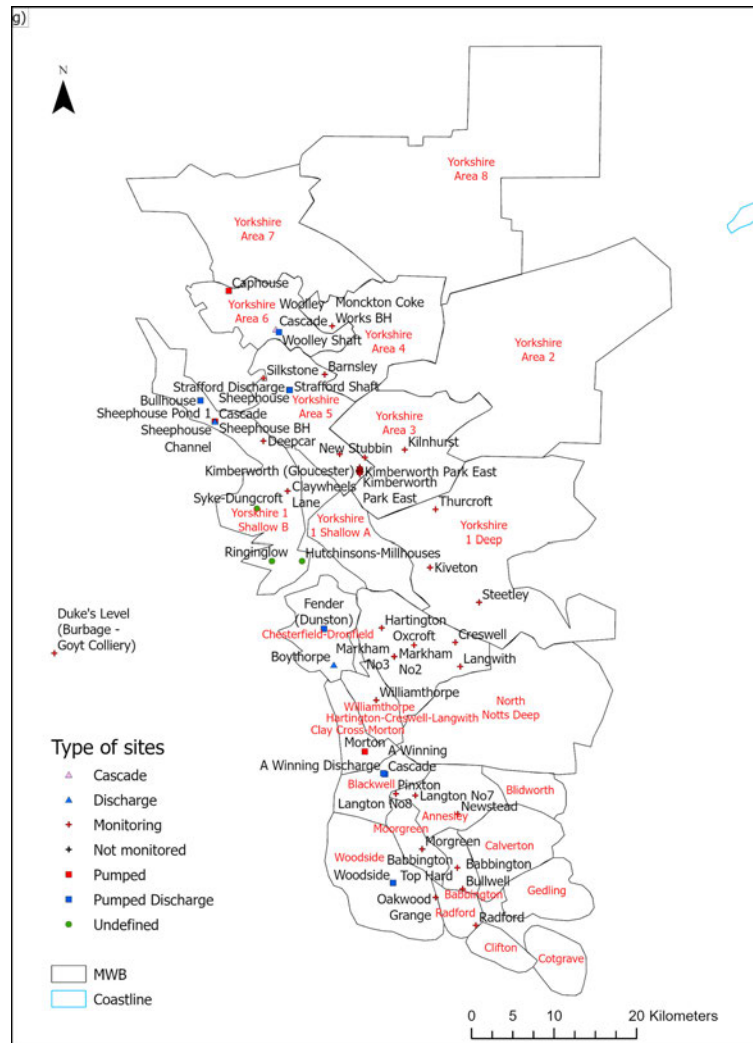 g)
N
Yorkshire
Area 8
Yorkshire
Area 7
Caphouse
Yorkshire
Area 6
Woolley
Cascade
Woolley Shaft
Monckton Coke
Works BH
Yorkshire
Area 4
Yorkshire
Area 2
Silkstone
Barnsley
Strafford Discharge
Strafford Shaft
Sheephouse
Yorkshire
Area 5
Bullhouse
Sheephouse Pond 1
Cascade
Sheephouse
Channel
Sheephouse BH
Yorkshire
Area 3
Deepcar
New Stubbin
Kilnhurst
Kimberworth (Gloucester)
Kimberworth Park East
Kimberworth
Park East
Claywheels
Lane
Syke-Dungcroft
Yorskhire 1
Shallow B
Yorkshire
1 Shallow A
Thurcroft
Yorkshire
1 Deep
Ringinglow
Hutchinsons-Millhouses
Kiveton
Steetley
Duke's Level
(Burbage -
Goyt Colliery)
Fender
(Dunston)
Chesterfield-Dronfield
Boythorpe
Hartington
Oxcroft
Creswell
Markham
No3
Markham
No2
Langwith
Williamthorpe
Williamthorpe
Hartington-Creswell-Langwith
Clay Cross-Morton
North
Notts Deep
Morton
A Winning
A Winning Discharge
Cascade
Blackwell
Pinxton
Langton No8
Langton No7
Newstead
Blidworth
Annesley
Moorgreen
Morgreen
Calverton
Woodside
Babbington
Babbington
Woodside
Top Hard
Bullwell
Babbington
Gedling
Oakwood
Grange
Radford
Radford
Clifton
Cotgrave
Type of sites
Cascade
Discharge
Monitoring
Not monitored
Pumped
Pumped Discharge
Undefined
MWB
Coastline
0 5 10 20 Kilometers